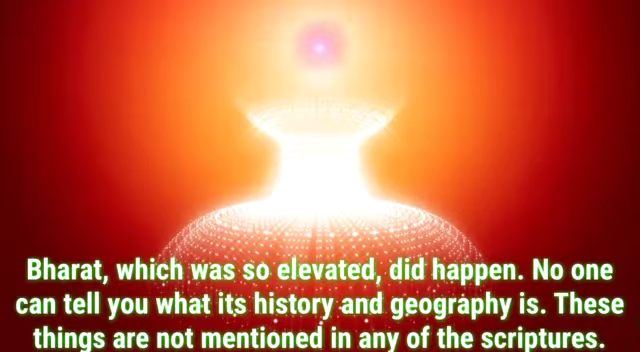 Bharat, which was so elevated, did happen. No one
can tell you what its history and geography is. These
things are not mentioned in any of the scriptures.